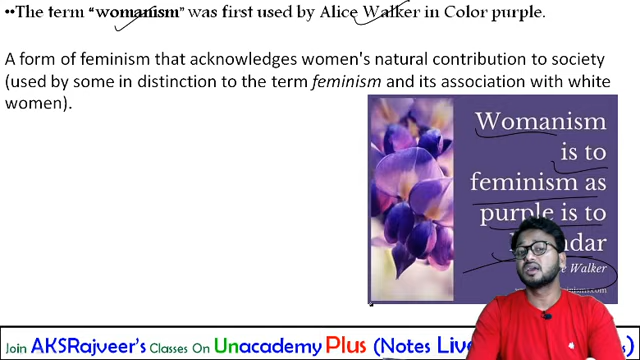 ••The term “womanism” was first used by Alice Walker in Color purple.
A form of feminism that acknowledges women's natural contribution to society
(used by some in distinction to the term feminism and its association with white
women).
Womanism
is to
feminism as
purple is to
Walker
Join AKSRajveer's Classes On Unacademy Plus (Notes Live